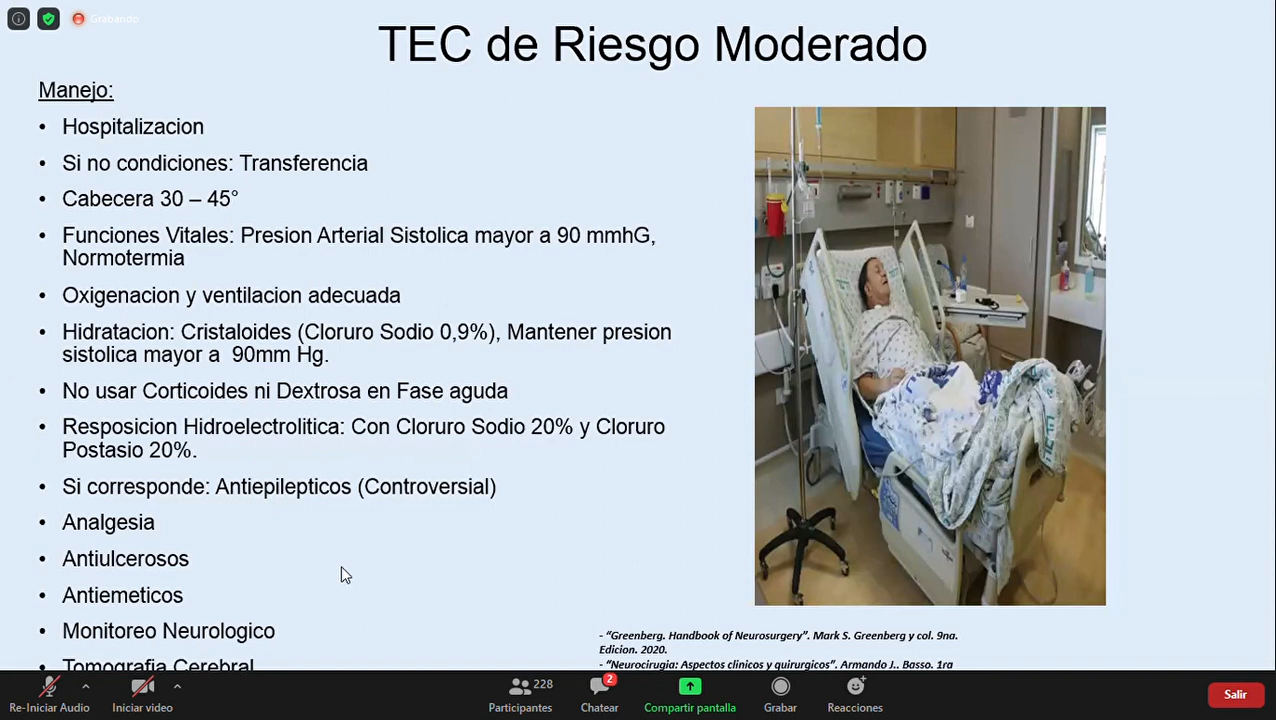 Grabando
TEC de Riesgo Moderado
Manejo:
• Hospitalizacion
• Si no condiciones: Transferencia
• Cabecera 30 – 45°
• Funciones Vitales: Presion Arterial Sistolica mayor a 90 mmhG,
Normotermia
• Oxigenacion y ventilacion adecuada
• Hidratacion: Cristaloides (Cloruro Sodio 0,9%), Mantener presion
sistolica mayor a 90mm Hg.
• No usar Corticoides ni Dextrosa en Fase aguda
• Resposicion Hidroelectrolitica: Con Cloruro Sodio 20% y Cloruro
Postasio 20%.
• Si corresponde: Antiepilepticos (Controversial)
• Analgesia
• Antiulcerosos
• Antiemeticos
• Monitoreo Neurologico
• Tomografia Cerebral
- “Greenberg. Handbook of Neurosurgery”. Mark S. Greenberg y col. 9na.
Edicion. 2020.
- “Neurocirugia: Aspectos clinicos y quirurgicos”. Armando J.. Basso. 1ra
Re-Iniciar Audio
Iniciar video
228
Participantes
2
Chatear
Compartir pantalla
Grabar
Reacciones
Salir